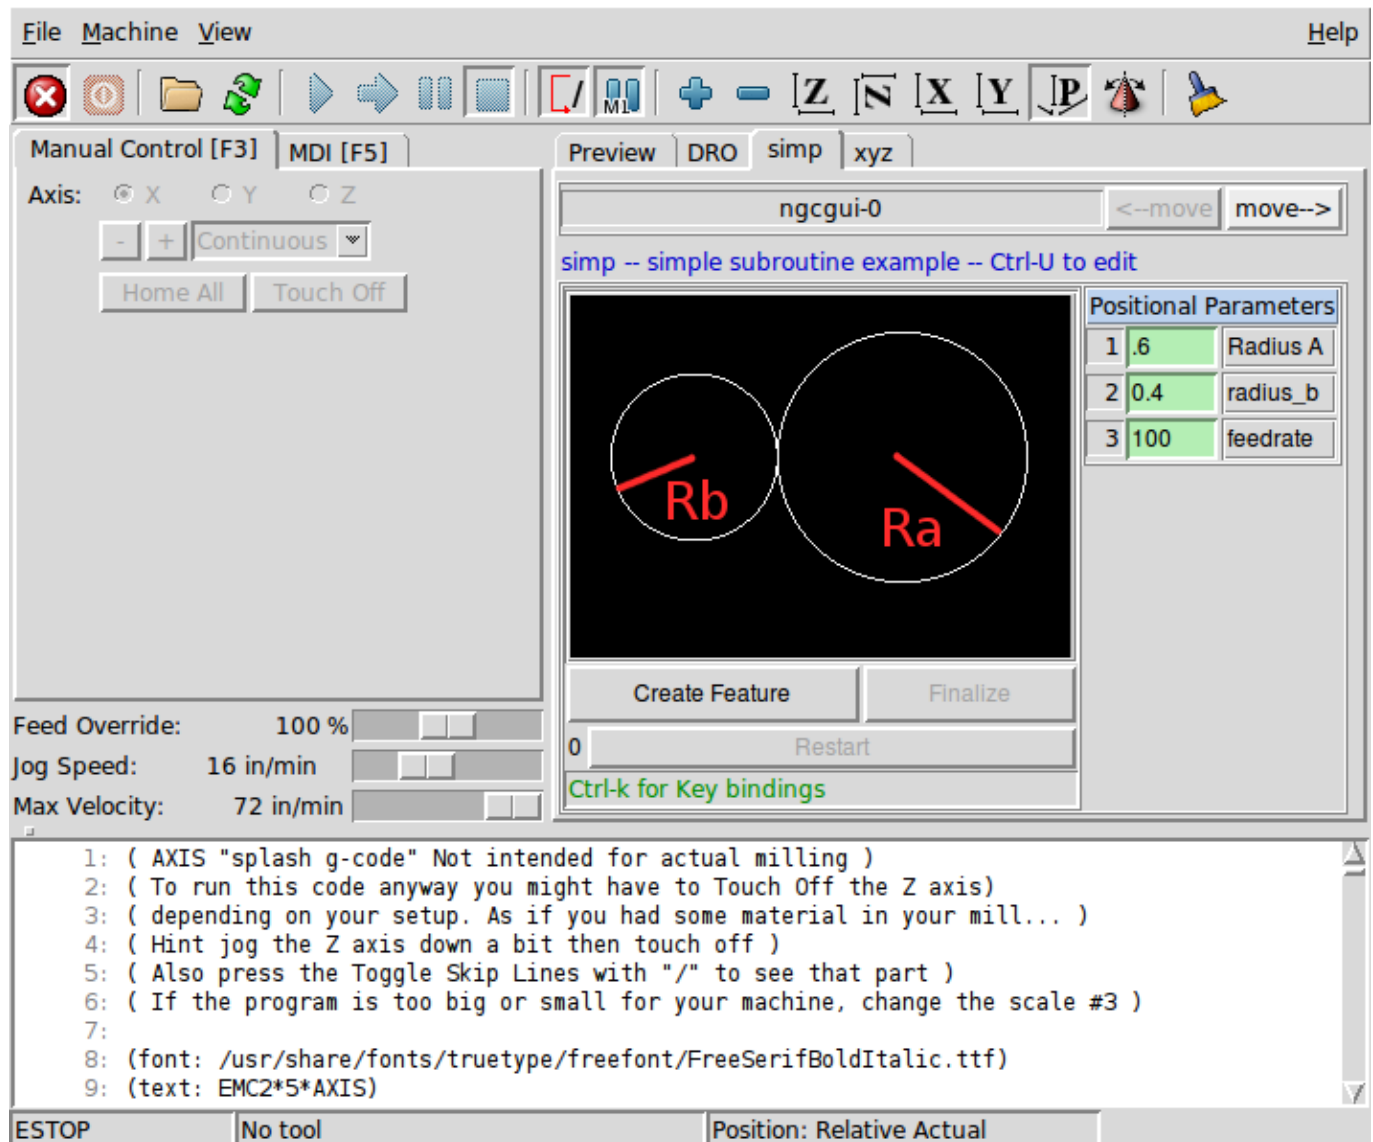 File Machine View Help
Z N X Y P
M1
Manual Control [F3] MDI [F5]
Preview DRO simp xyz
Axis: X Y Z
- + Continuous
Home All Touch Off
ngcgui-0 <--move move-->
simp -- simple subroutine example -- Ctrl-U to edit
Positional Parameters
1 .6 Radius A
2 0.4 radius_b
3 100 feedrate
Rb
Ra
Create Feature Finalize
0 Restart
Ctrl-k for Key bindings
Feed Override: 100 %
Jog Speed: 16 in/min
Max Velocity: 72 in/min
1: ( AXIS "splash g-code" Not intended for actual milling )
2: ( To run this code anyway you might have to Touch Off the Z axis)
3: ( depending on your setup. As if you had some material in your mill... )
4: ( Hint jog the Z axis down a bit then touch off )
5: ( Also press the Toggle Skip Lines with "/" to see that part )
6: ( If the program is too big or small for your machine, change the scale #3 )
7:
8: (font: /usr/share/fonts/truetype/freefont/FreeSerifBoldItalic.ttf)
9: (text: EMC2*5*AXIS)
ESTOP No tool Position: Relative Actual